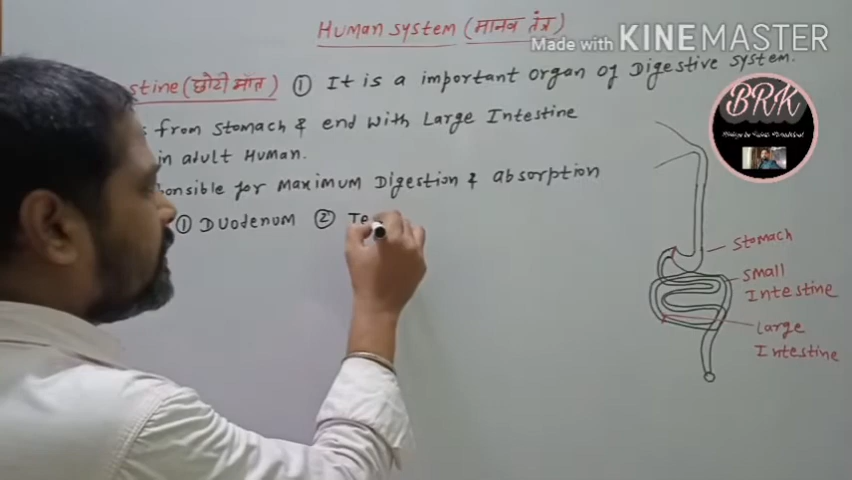 Human system (मानव तंत्र)
Made with KINEMASTER
stine (छोटी आँत) ① It is a important organ of Digestive system.
from stomach & end with Large Intestine
in adult Human.
onsible for maximum Digestion & absorption
① Duodenum ② Je
BRK
stomach
small
Intestine
Large
Intestine